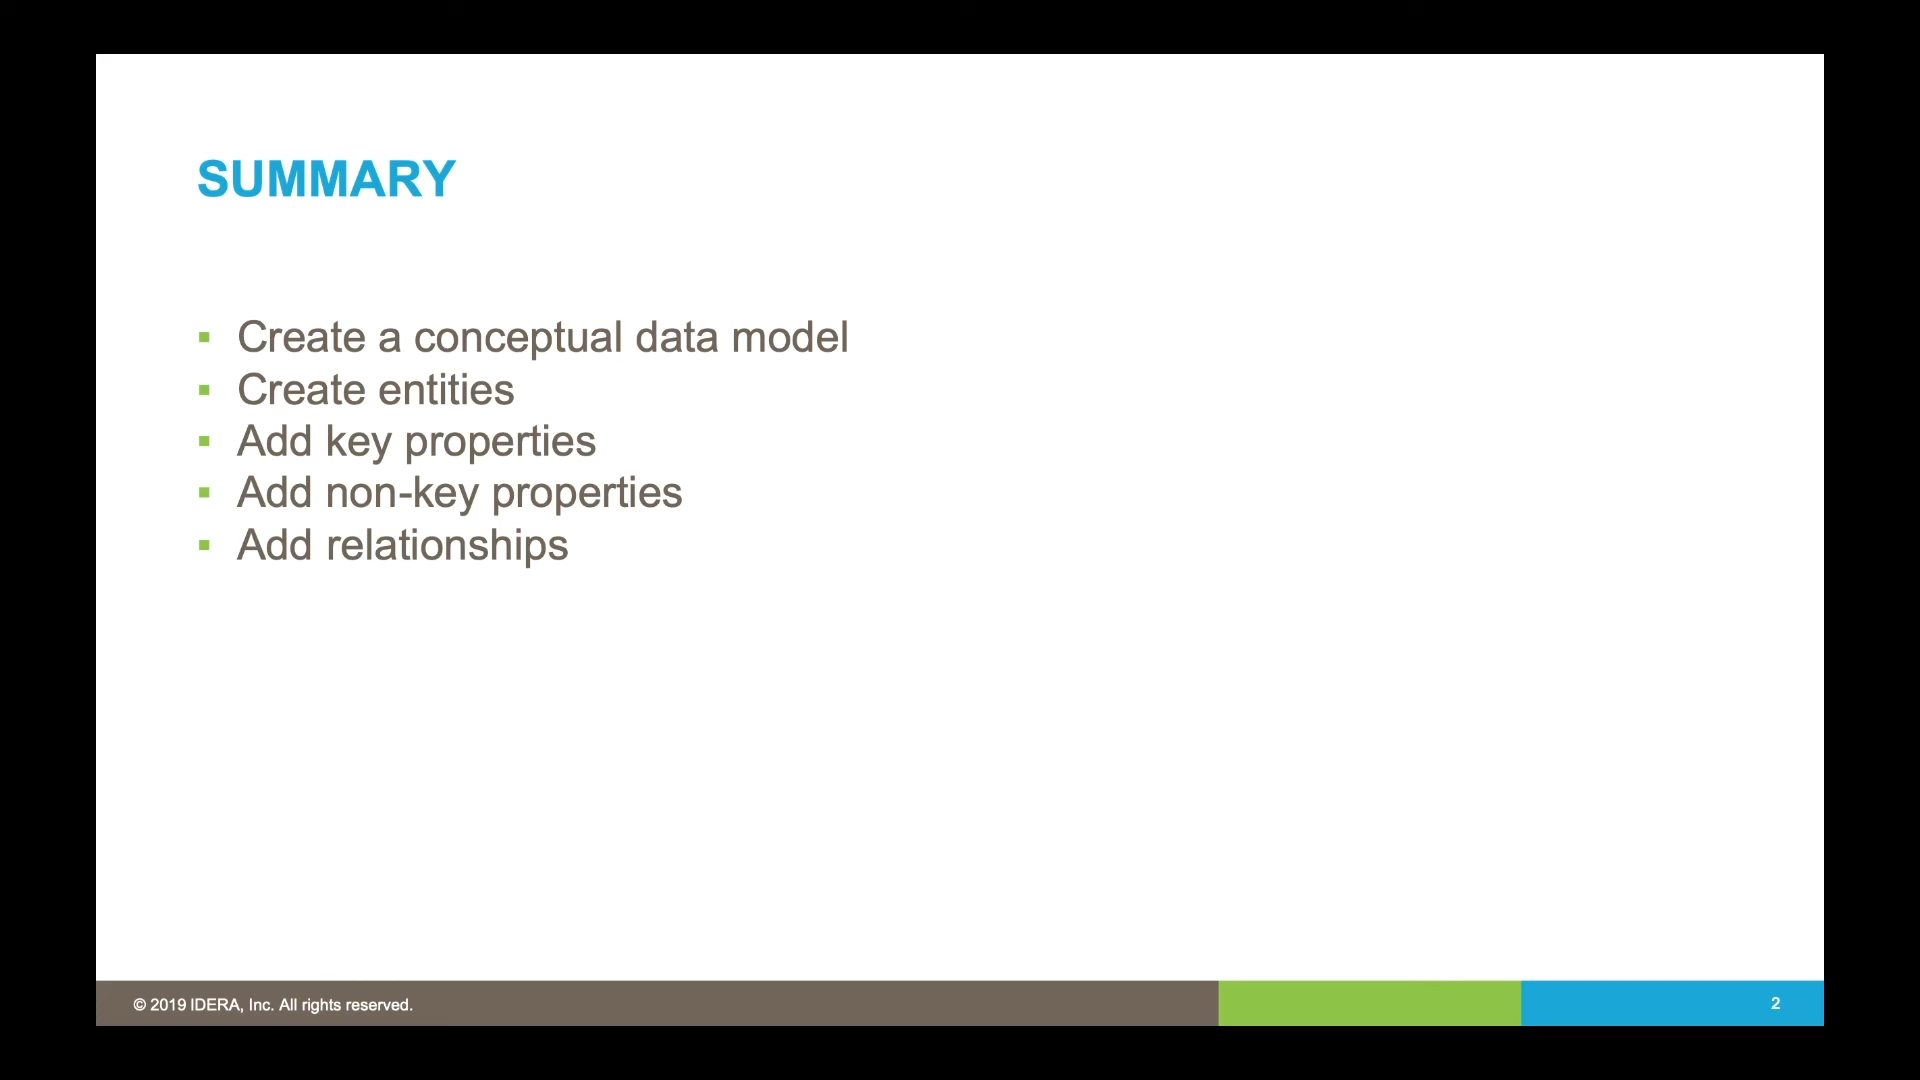 SUMMARY
▪ Create a conceptual data model
▪ Create entities
▪ Add key properties
▪ Add non-key properties
▪ Add relationships
© 2019 IDERA, Inc. All rights reserved.
2